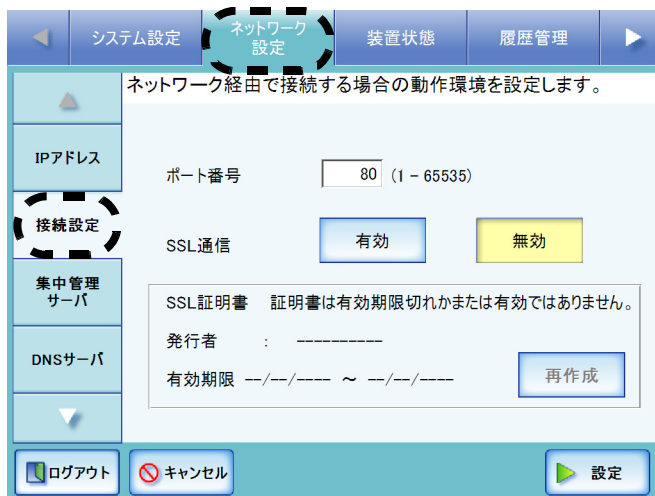 システム設定
ネットワーク
設定
装置状態
履歴管理
ネットワーク経由で接続する場合の動作環境を設定します。
IPアドレス
ポート番号 80 (1 - 65535)
接続設定
SSL通信 有効 無効
集中管理
サーバ
SSL証明書 証明書は有効期限切れかまたは有効ではありません。
発行者 : ----------
DNSサーバ
有効期限 --/--/---- ~ --/--/---- 再作成
ログアウト
キャンセル
設定